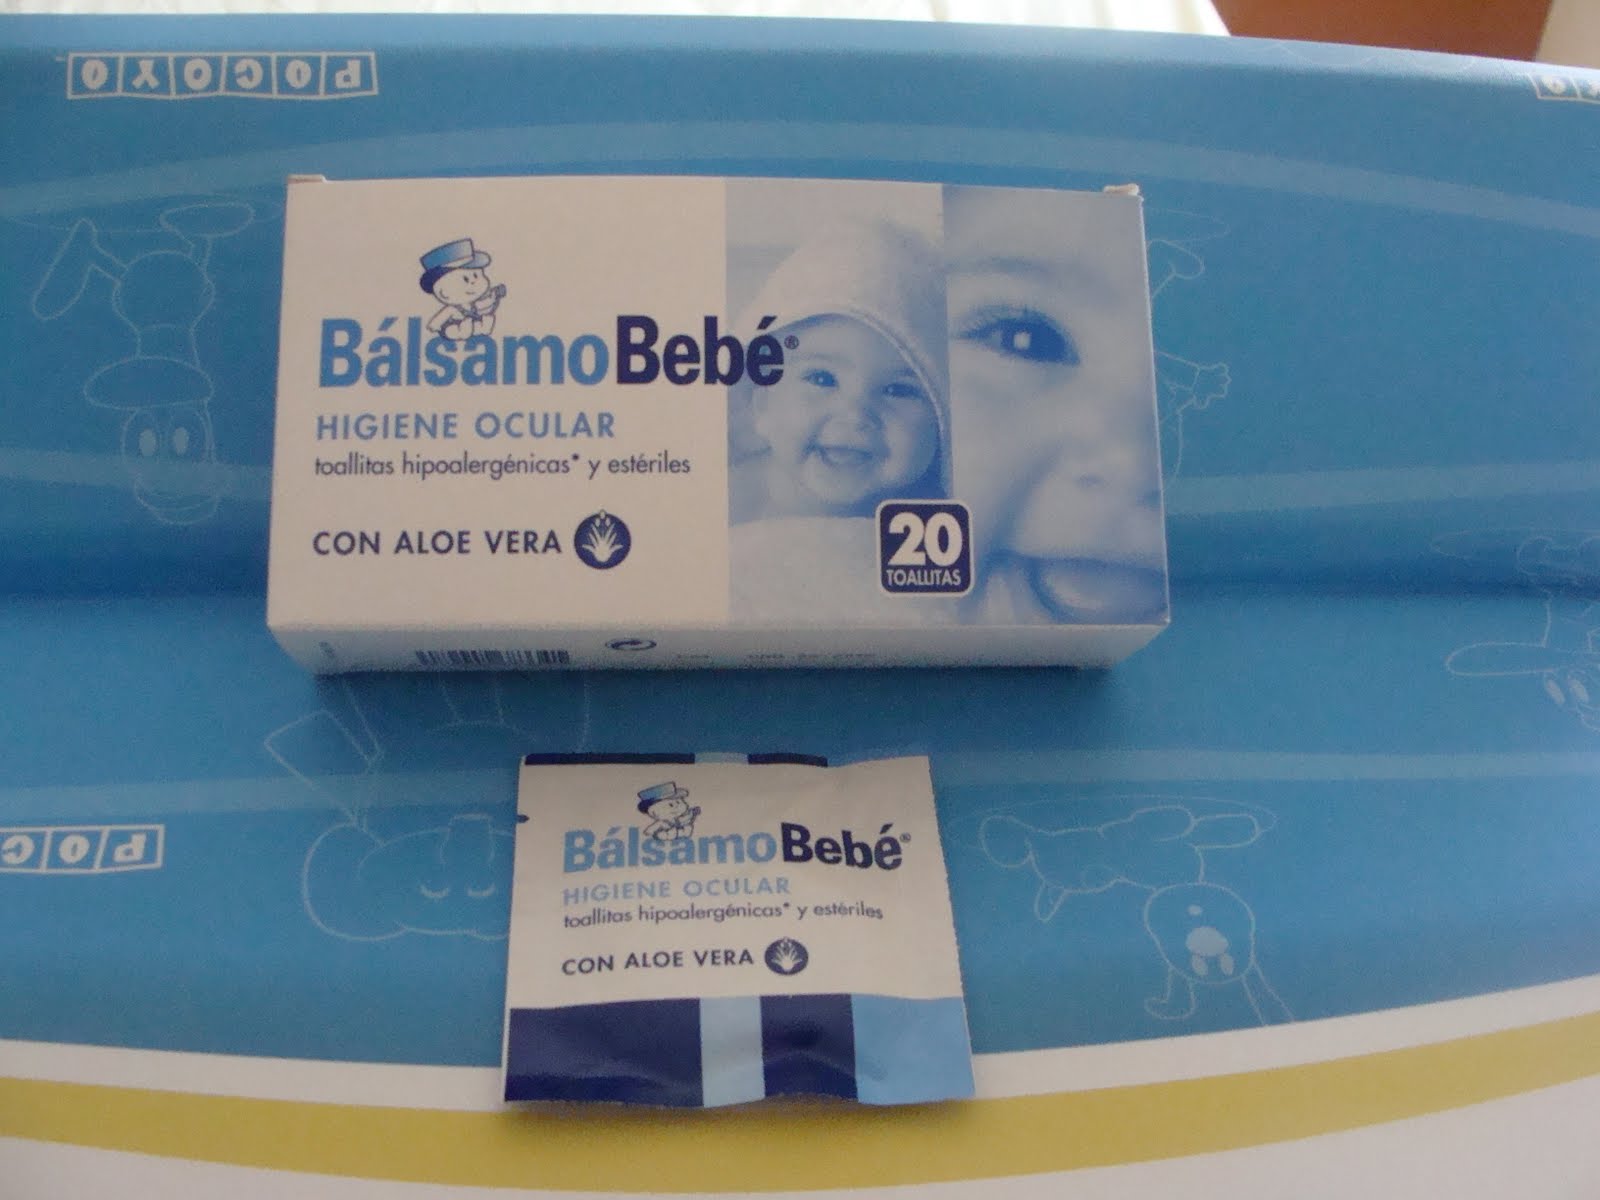 POCOYO
BálsamoBebé®
HIGIENE OCULAR
toallitas hipoalergénicas* y estériles
CON ALOE VERA
20
TOALLITAS
POC
BálsamoBebé®
HIGIENE OCULAR
toallitas hipoalergénicas* y estériles
CON ALOE VERA